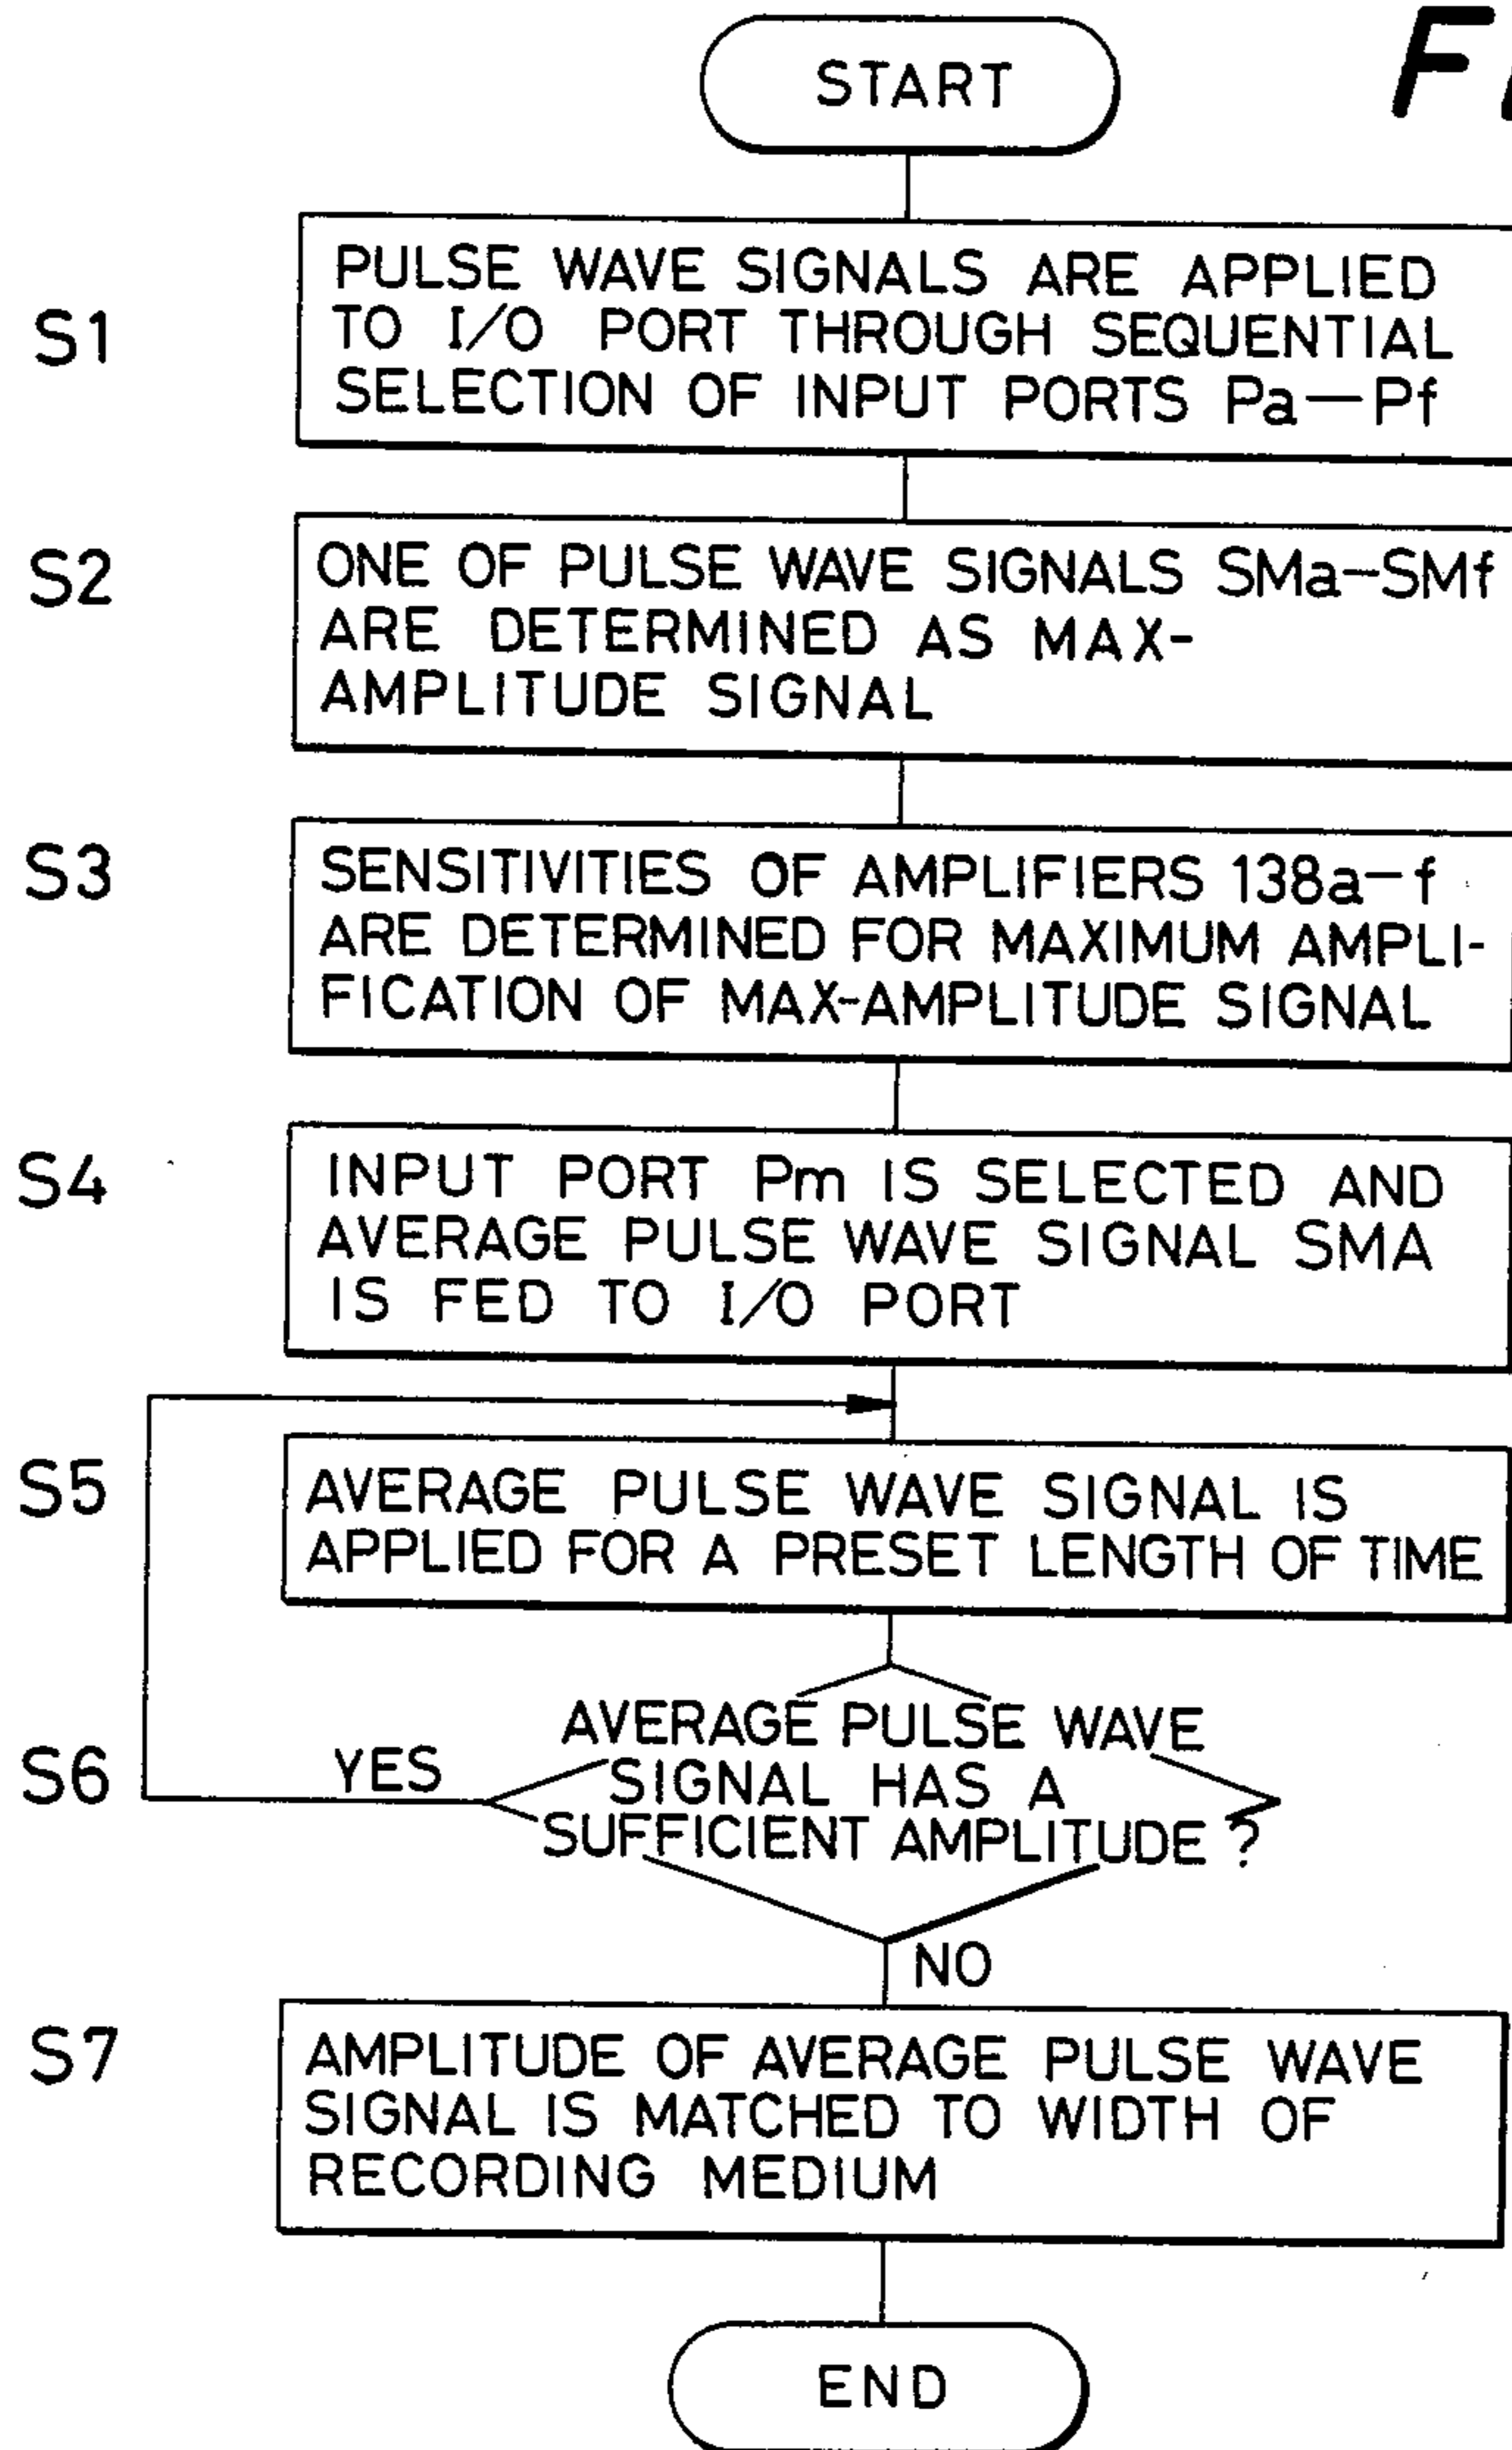 START
S1
PULSE WAVE SIGNALS ARE APPLIED
TO I/O PORT THROUGH SEQUENTIAL
SELECTION OF INPUT PORTS Pa—Pf
S2
ONE OF PULSE WAVE SIGNALS SMa-SMf
ARE DETERMINED AS MAX-
AMPLITUDE SIGNAL
S3
SENSITIVITIES OF AMPLIFIERS 138a-f
ARE DETERMINED FOR MAXIMUM AMPLI-
FICATION OF MAX-AMPLITUDE SIGNAL
S4
INPUT PORT Pm IS SELECTED AND
AVERAGE PULSE WAVE SIGNAL SMA
IS FED TO I/O PORT
S5
AVERAGE PULSE WAVE SIGNAL IS
APPLIED FOR A PRESET LENGTH OF TIME
S6
YES
AVERAGE PULSE WAVE
SIGNAL HAS A
SUFFICIENT AMPLITUDE ?
NO
S7
AMPLITUDE OF AVERAGE PULSE WAVE
SIGNAL IS MATCHED TO WIDTH OF
RECORDING MEDIUM
END